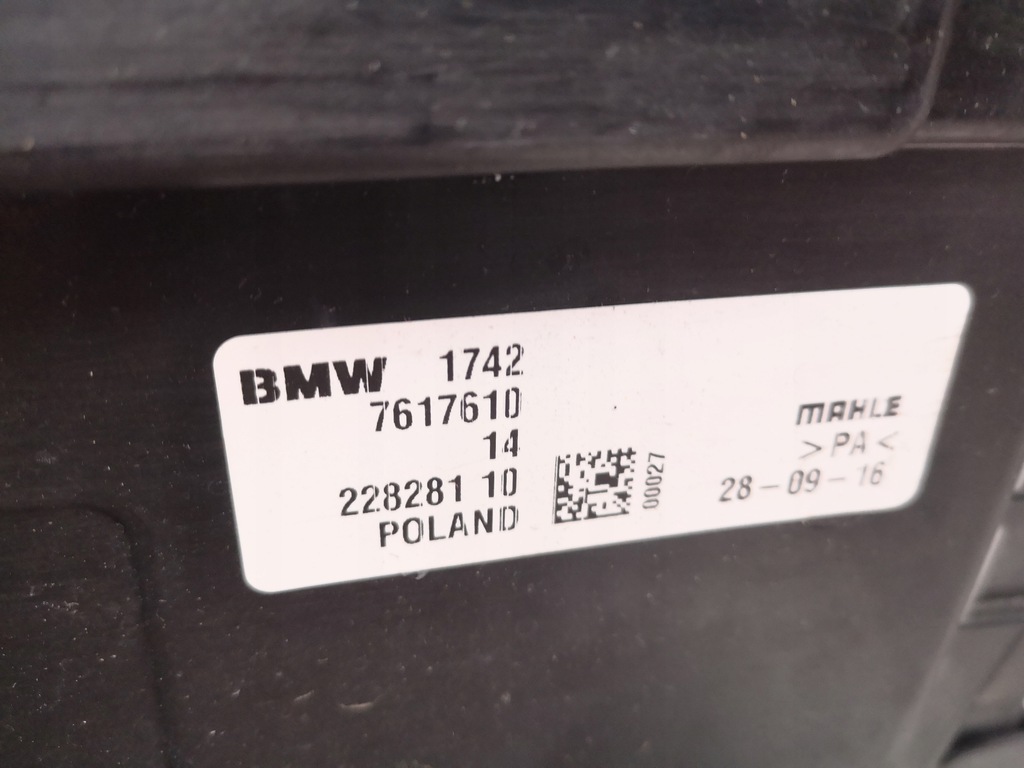 BMW 1742
7617610
14
228281 10
POLAND
00027
MAHLE
>PA<
28-09-16